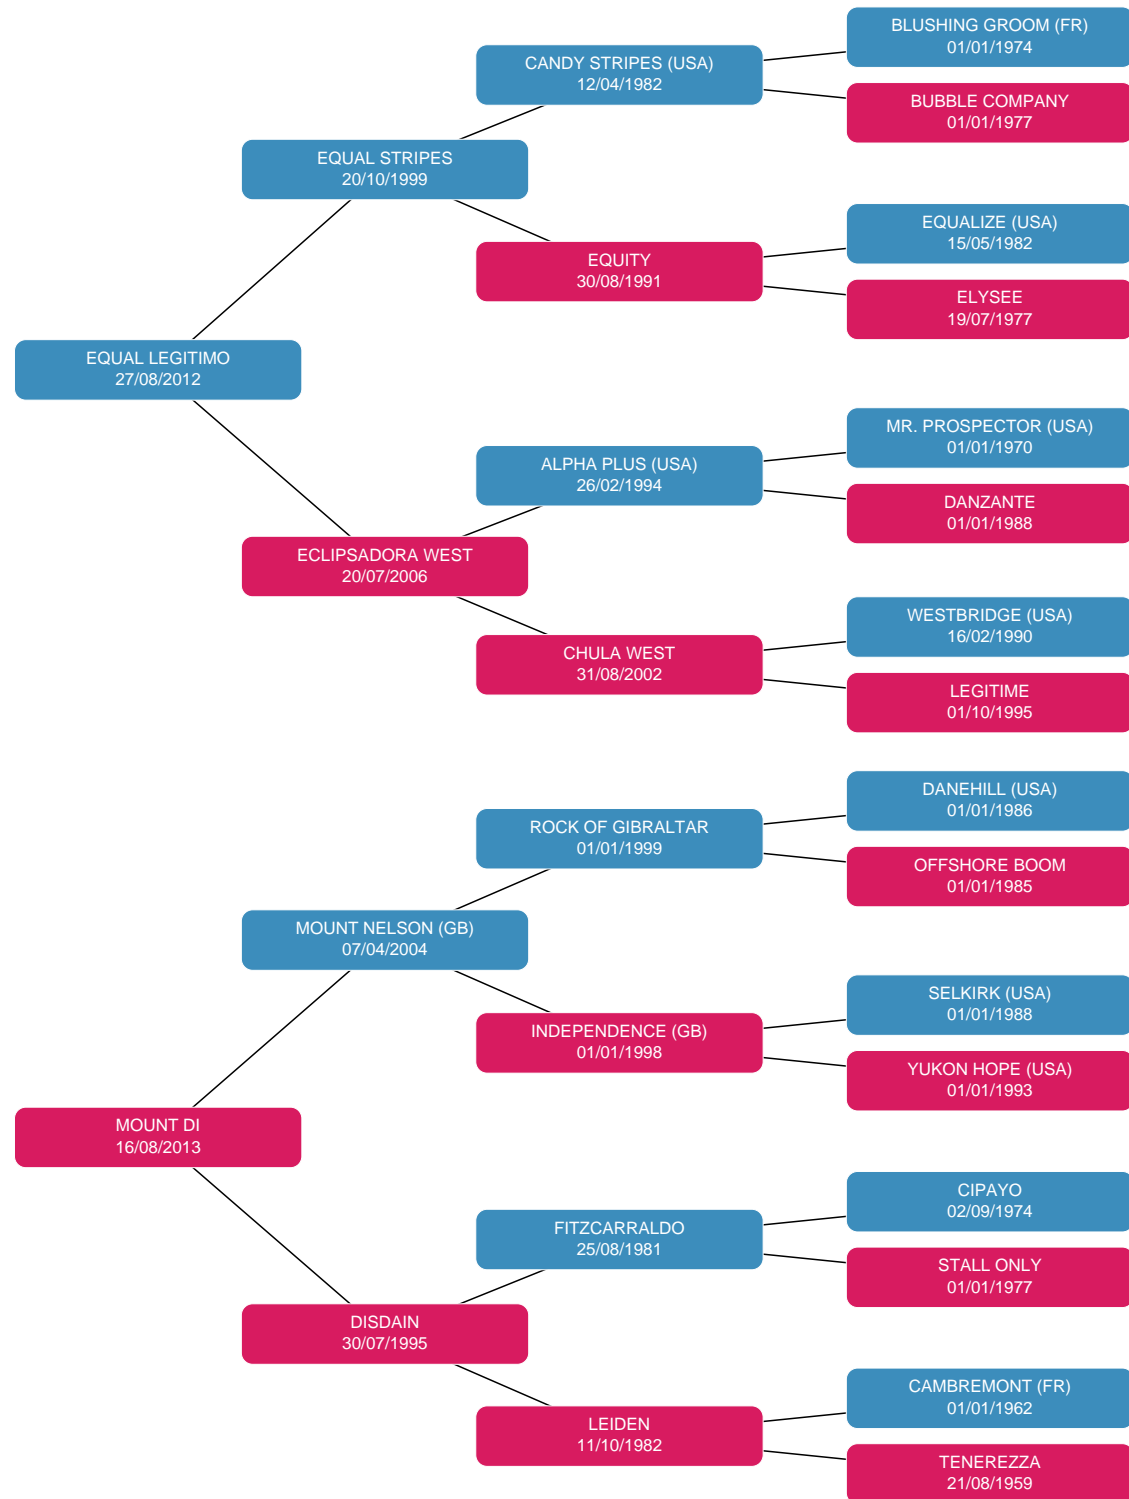 BLUSHING GROOM (FR)
01/01/1974
CANDY STRIPES (USA)
12/04/1982
BUBBLE COMPANY
01/01/1977
EQUAL STRIPES
20/10/1999
EQUALIZE (USA)
15/05/1982
EQUITY
30/08/1991
ELYSEE
19/07/1977
EQUAL LEGITIMO
27/08/2012
MR. PROSPECTOR (USA)
01/01/1970
ALPHA PLUS (USA)
26/02/1994
DANZANTE
01/01/1988
ECLIPSADORA WEST
20/07/2006
WESTBRIDGE (USA)
16/02/1990
CHULA WEST
31/08/2002
LEGITIME
01/10/1995
DANEHILL (USA)
01/01/1986
ROCK OF GIBRALTAR
01/01/1999
OFFSHORE BOOM
01/01/1985
MOUNT NELSON (GB)
07/04/2004
SELKIRK (USA)
01/01/1988
INDEPENDENCE (GB)
01/01/1998
YUKON HOPE (USA)
01/01/1993
MOUNT DI
16/08/2013
CIPAYO
02/09/1974
FITZCARRALDO
25/08/1981
STALL ONLY
01/01/1977
DISDAIN
30/07/1995
CAMBREMONT (FR)
01/01/1962
LEIDEN
11/10/1982
TENEREZZA
21/08/1959